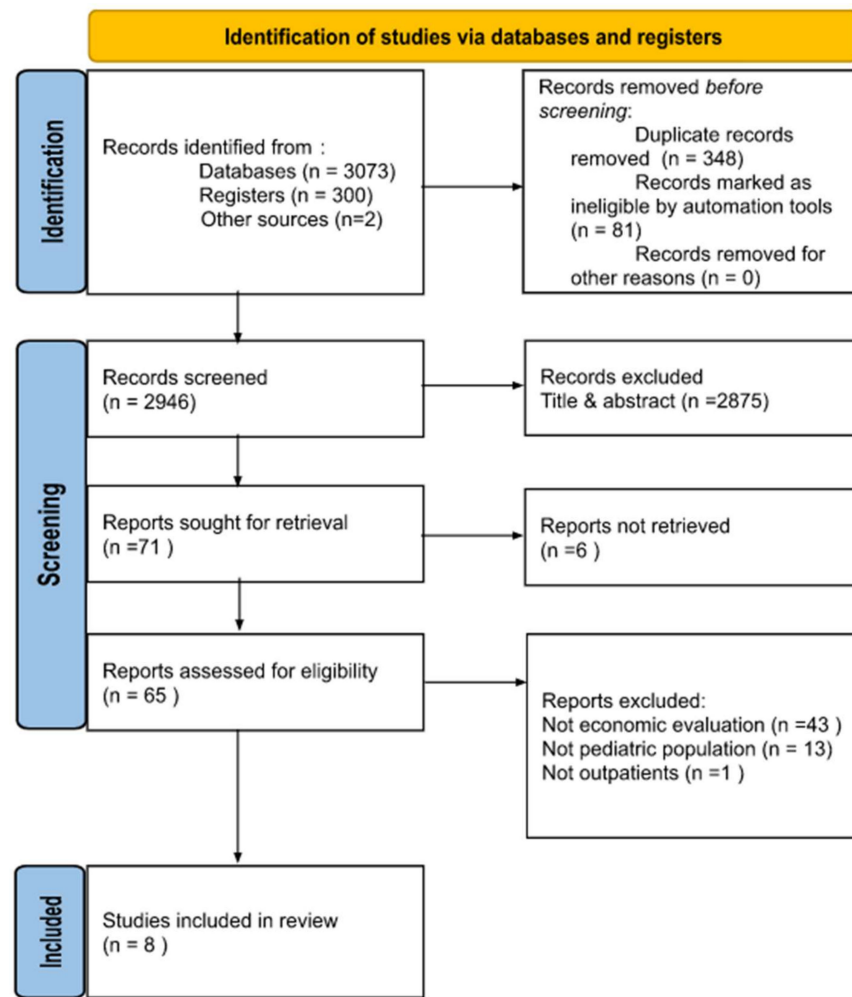 Identification of studies via databases and registers
Identification
Records identified from :
Databases (n = 3073)
Registers (n = 300)
Other sources (n=2)
Records removed before
screening:
Duplicate records
removed (n = 348)
Records marked as
ineligible by automation tools
(n = 81)
Records removed for
other reasons (n = 0)
Screening
Records screened
(n = 2946)
Records excluded
Title & abstract (n =2875)
Reports sought for retrieval
(n =71 )
Reports not retrieved
(n =6 )
Reports assessed for eligibility
(n = 65 )
Reports excluded:
Not economic evaluation (n =43 )
Not pediatric population (n = 13)
Not outpatients (n =1 )
Included
Studies included in review
(n = 8 )